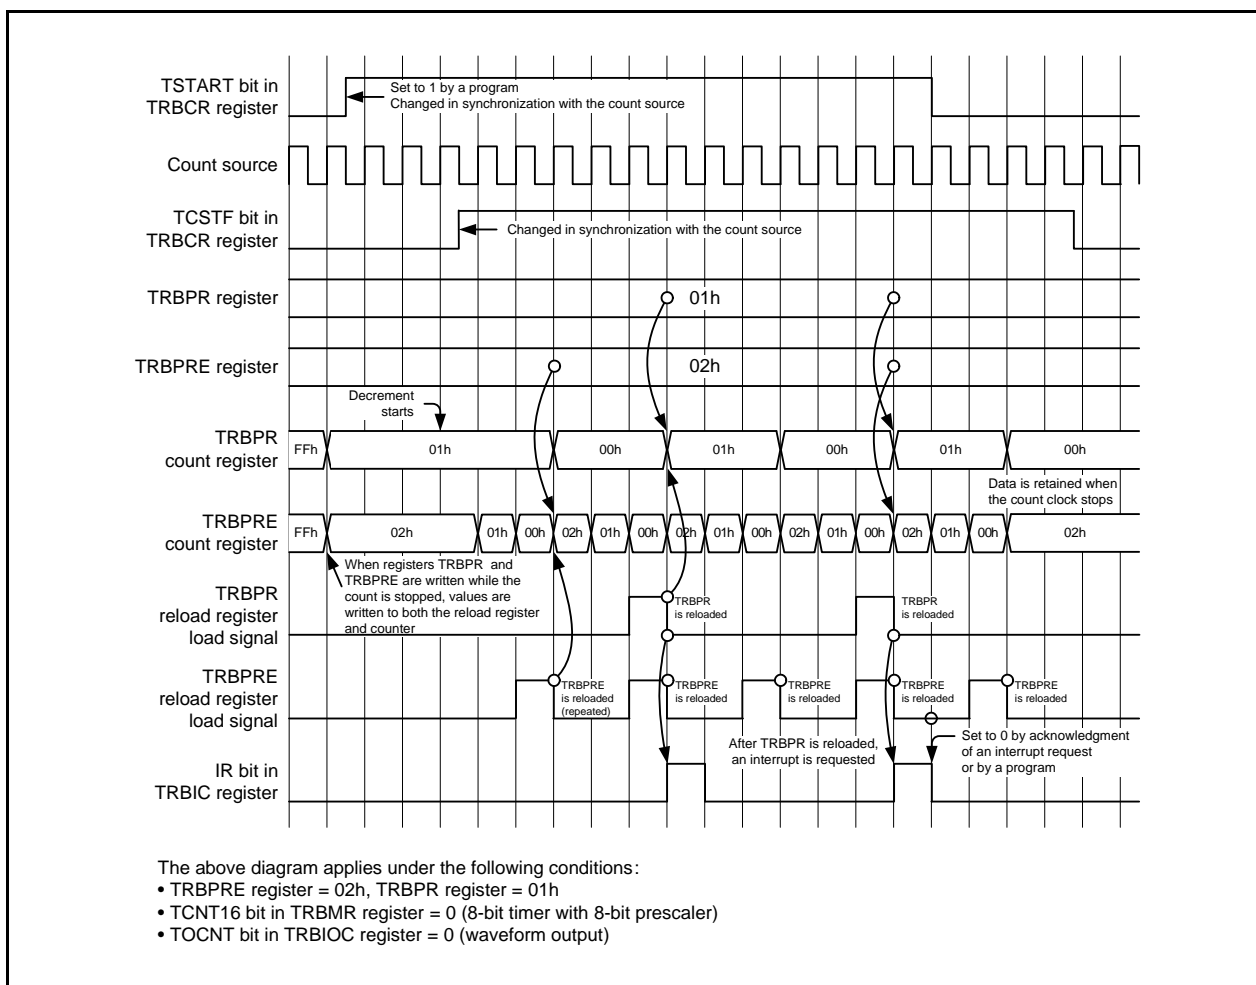 TSTART bit in
TRBCR register
Set to 1 by a program
Changed in synchronization with the count source
Count source
TCSTF bit in
TRBCR register
Changed in synchronization with the count source
TRBPR register
01h
TRBPRE register
02h
Decrement
starts
TRBPR
count register
FFh 01h 00h 01h 00h 01h 00h
Data is retained when
the count clock stops
TRBPRE
count register
FFh 02h 01h 00h 02h 01h 00h 02h 01h 00h 02h 01h 00h 02h 01h 00h 02h
When registers TRBPR and
TRBPRE are written while the
count is stopped, values are
written to both the reload register
and counter
TRBPR
reload register
load signal
TRBPR
is reloaded
TRBPR
is reloaded
TRBPRE
reload register
load signal
TRBPRE
is reloaded
(repeated)
TRBPRE
is reloaded
TRBPRE
is reloaded
TRBPRE
is reloaded
TRBPRE
is reloaded
After TRBPR is reloaded,
an interrupt is requested
Set to 0 by acknowledgment
of an interrupt request
or by a program
IR bit in
TRBIC register
The above diagram applies under the following conditions:
• TRBPRE register = 02h, TRBPR register = 01h
• TCNT16 bit in TRBMR register = 0 (8-bit timer with 8-bit prescaler)
• TOCNT bit in TRBIOC register = 0 (waveform output)